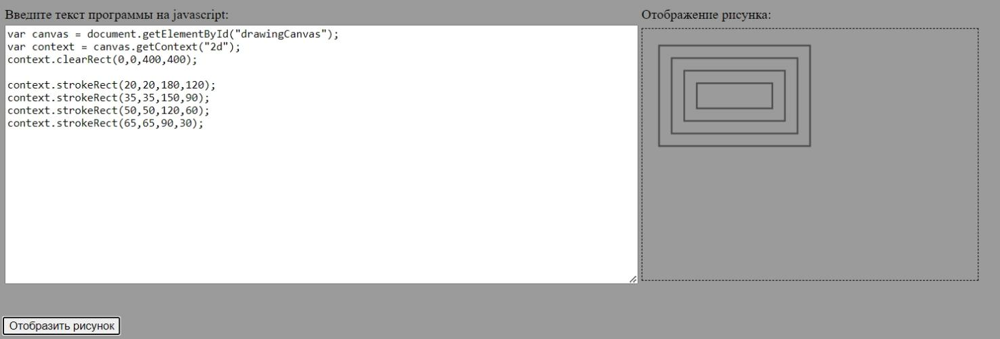 Введите текст программы на javascript:
Отображение рисунка:
var canvas = document.getElementById("drawingCanvas");
var context = canvas.getContext("2d");
context.clearRect(0,0,400,400);
context.strokeRect(20,20,180,120);
context.strokeRect(35,35,150,90);
context.strokeRect(50,50,120,60);
context.strokeRect(65,65,90,30);
Отобразить рисунок